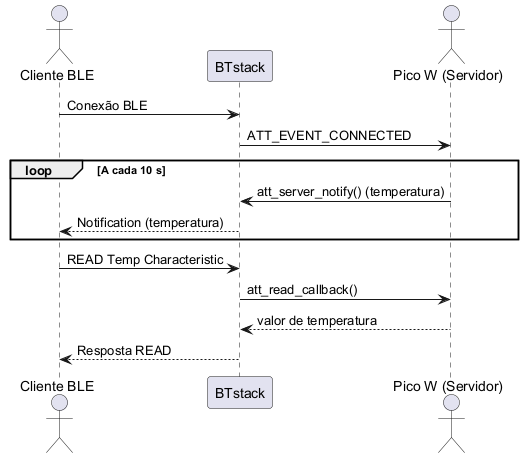 Cliente BLE
BTstack
Pico W (Servidor)
Conexão BLE
ATT_EVENT_CONNECTED
loop [A cada 10 s]
att_server_notify() (temperatura)
Notification (temperatura)
READ Temp Characteristic
att_read_callback()
valor de temperatura
Resposta READ
Cliente BLE
BTstack
Pico W (Servidor)